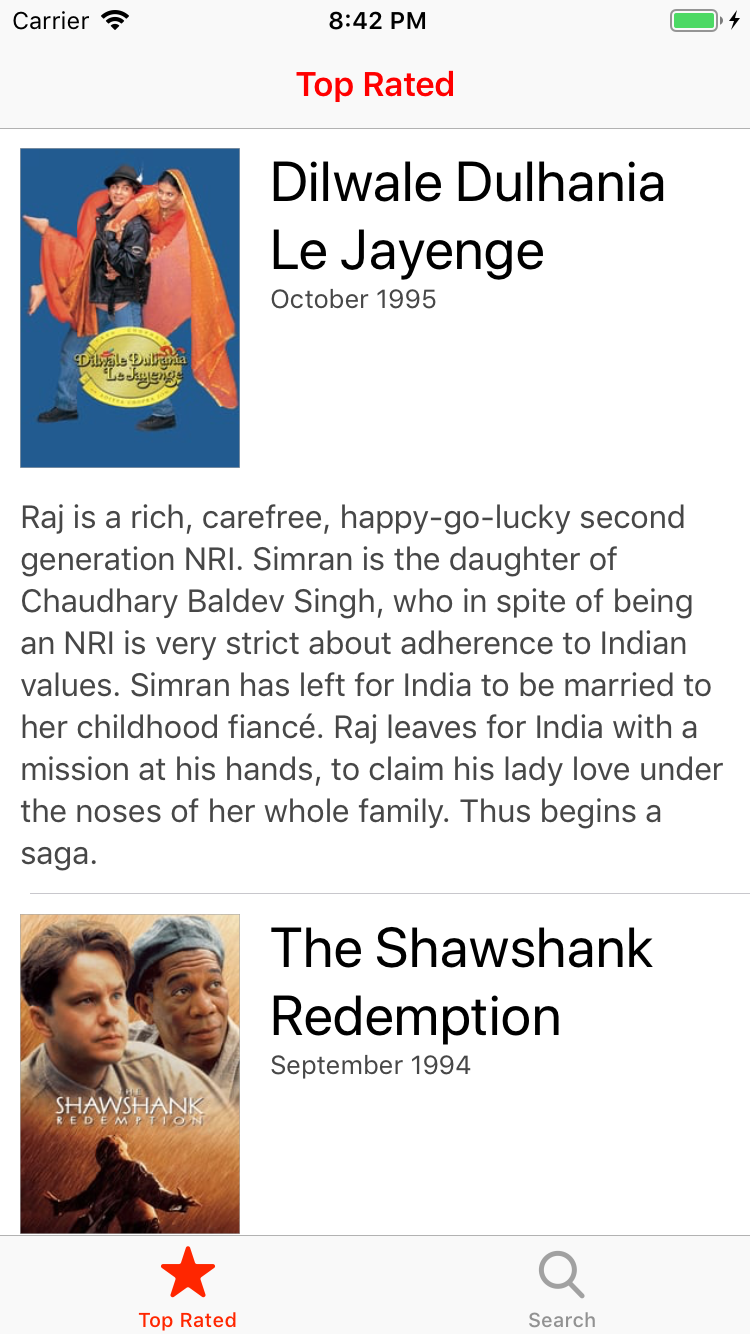 Carrier 8:42 PM
Top Rated
Dilwale Dulhania
Le Jayenge
October 1995
Dilwale Dulhania
Le Jayenge
Raj is a rich, carefree, happy-go-lucky second
generation NRI. Simran is the daughter of
Chaudhary Baldev Singh, who in spite of being
an NRI is very strict about adherence to Indian
values. Simran has left for India to be married to
her childhood fiancé. Raj leaves for India with a
mission at his hands, to claim his lady love under
the noses of her whole family. Thus begins a
saga.
The Shawshank
Redemption
September 1994
THE
SHAWSHANK
REDEMPTION
Top Rated
Search